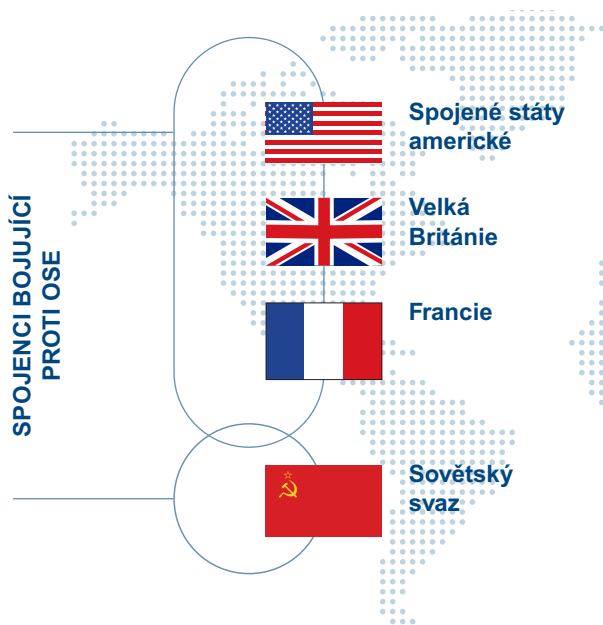 SPOJENCI BOJUJÍCÍ
PROTI OSE
Spojené státy
americké
Velká
Británie
Francie
Sovětský
svaz